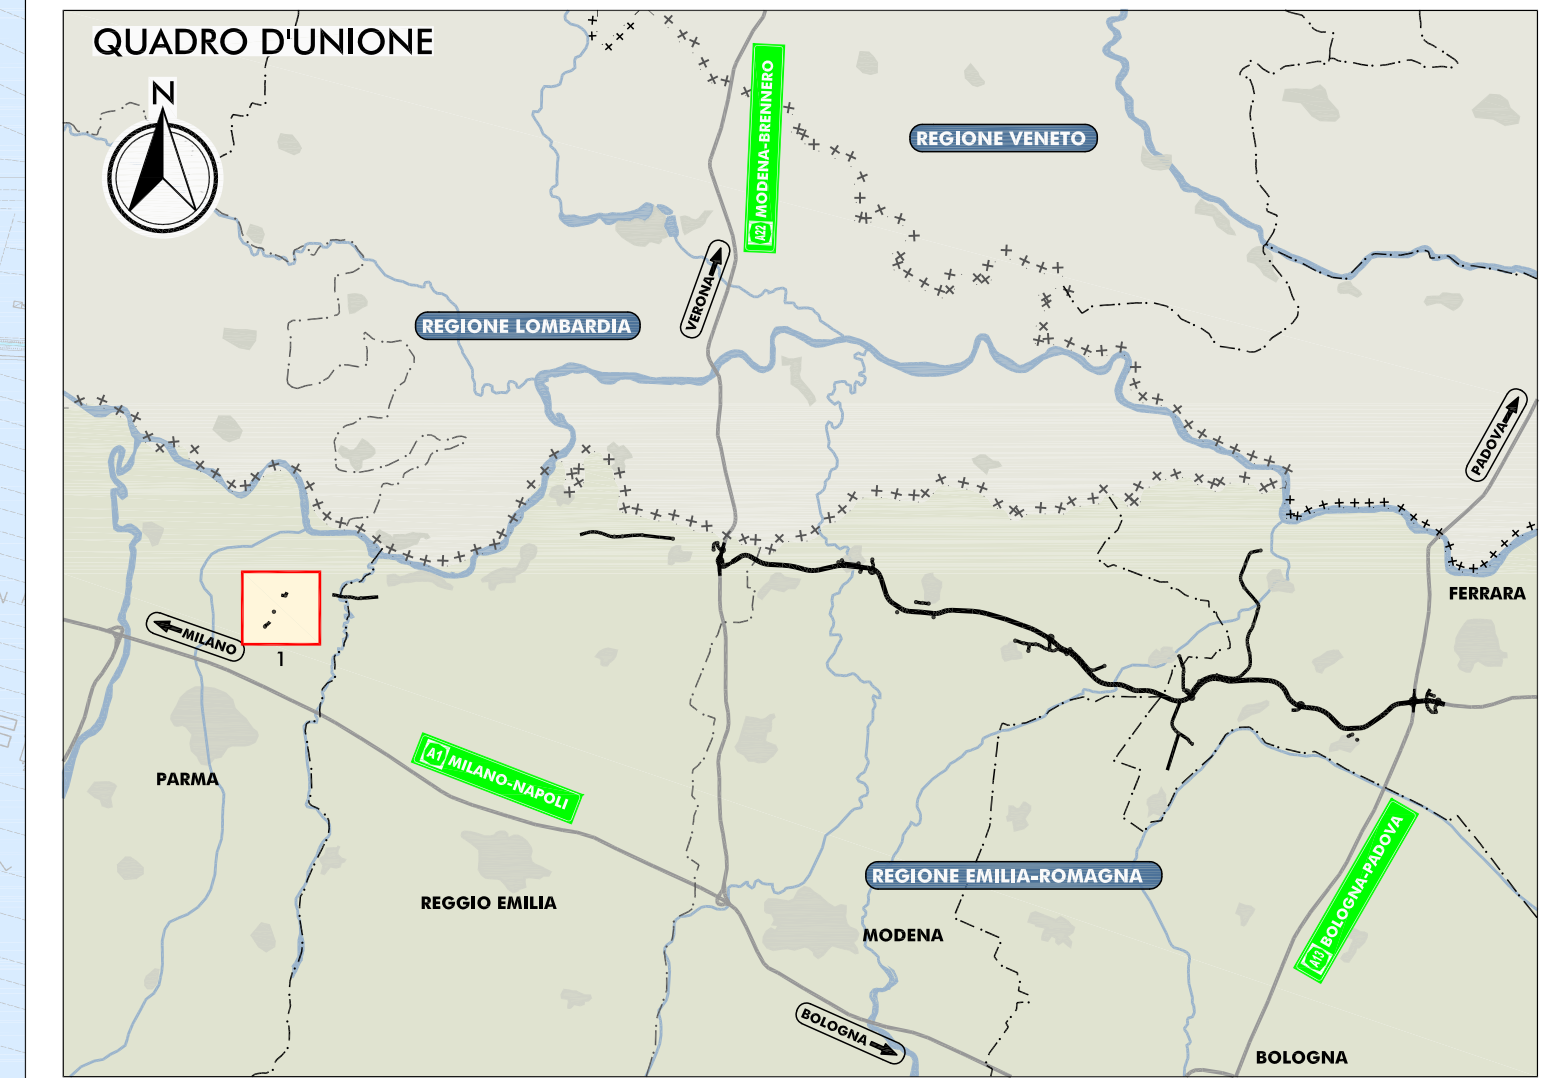 QUADRO D'UNIONE
N
A22 MODENA-BRENNERO
REGIONE VENETO
VERONA
REGIONE LOMBARDIA
PADOVA
FERRARA
MILANO
1
PARMA
A1 MILANO-NAPOLI
REGGIO EMILIA
REGIONE EMILIA-ROMAGNA
MODENA
A13 BOLOGNA-PADOVA
BOLOGNA
BOLOGNA